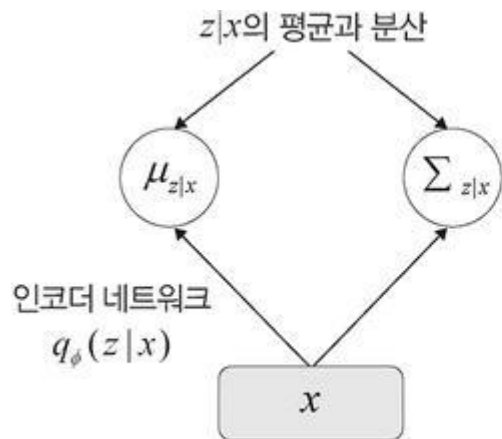 z|x의 평균과 분산
μ_{z|x}
Σ_{z|x}
인코더 네트워크
q_ϕ(z|x)
x